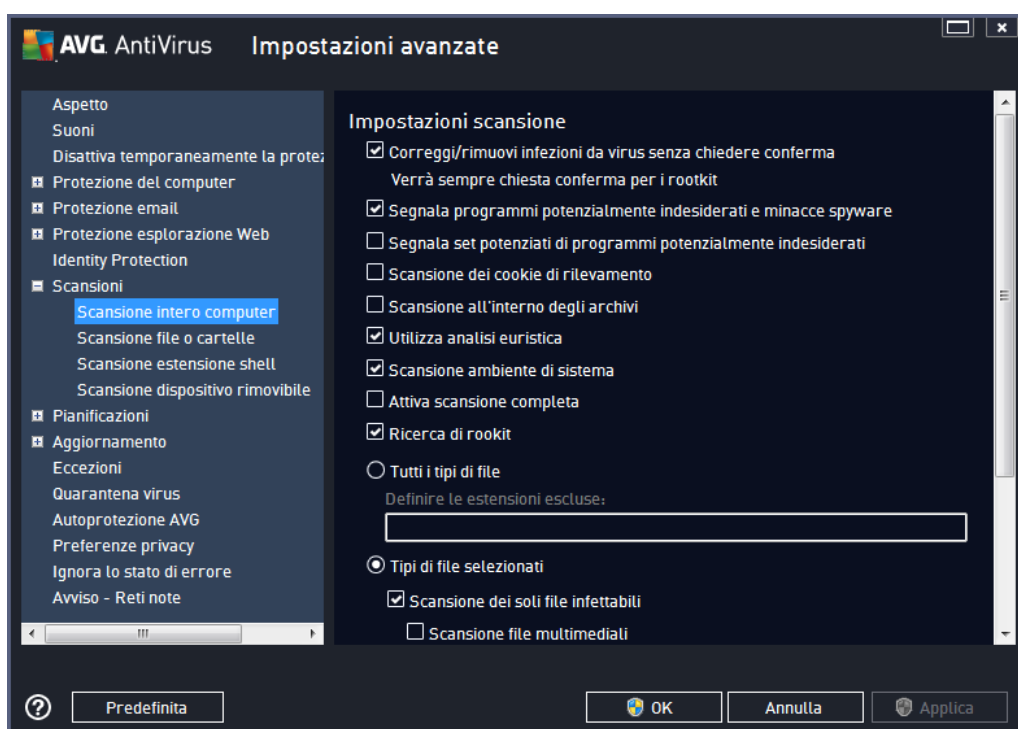 AVG. AntiVirus Impostazioni avanzate
Aspetto
Suoni
Disattiva temporaneamente la protez
Protezione del computer
Protezione email
Protezione esplorazione Web
Identity Protection
Scansioni
Scansione intero computer
Scansione file o cartelle
Scansione estensione shell
Scansione dispositivo rimovibile
Pianificazioni
Aggiornamento
Eccezioni
Quarantena virus
Autoprotezione AVG
Preferenze privacy
Ignora lo stato di errore
Avviso - Reti note
Impostazioni scansione
Correggi/rimuovi infezioni da virus senza chiedere conferma
Verrà sempre chiesta conferma per i rootkit
Segnala programmi potenzialmente indesiderati e minacce spyware
Segnala set potenziati di programmi potenzialmente indesiderati
Scansione dei cookie di rilevamento
Scansione all'interno degli archivi
Utilizza analisi euristica
Scansione ambiente di sistema
Attiva scansione completa
Ricerca di rookit
Tutti i tipi di file
Definire le estensioni escluse:
Tipi di file selezionati
Scansione dei soli file infettabili
Scansione file multimediali
Predefinita
OK
Annulla
Applica